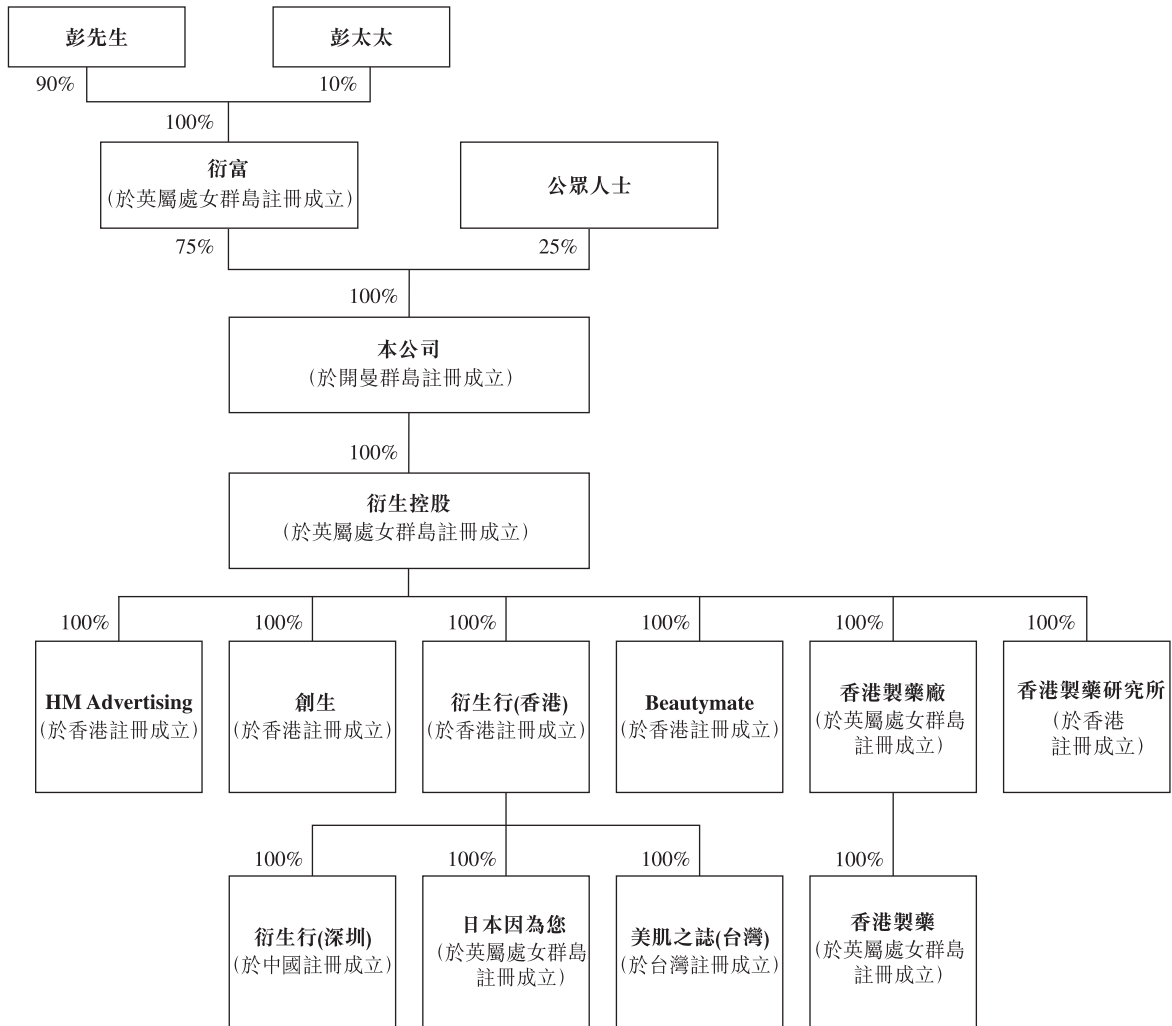 彭先生
彭太太
90%
10%
100%
衍富
(於英屬處女群島註冊成立)
公眾人士
75%
25%
100%
本公司
(於開曼群島註冊成立)
100%
衍生控股
(於英屬處女群島註冊成立)
100%
100%
100%
100%
100%
100%
HM Advertising
(於香港註冊成立)
創生
(於香港註冊成立)
衍生行(香港)
(於香港註冊成立)
Beautymate
(於香港註冊成立)
香港製藥廠
(於英屬處女群島
註冊成立)
香港製藥研究所
(於香港
註冊成立)
100%
100%
100%
100%
衍生行(深圳)
(於中國註冊成立)
日本因為您
(於英屬處女群島
註冊成立)
美肌之誌(台灣)
(於台灣註冊成立)
香港製藥
(於英屬處女群島
註冊成立)